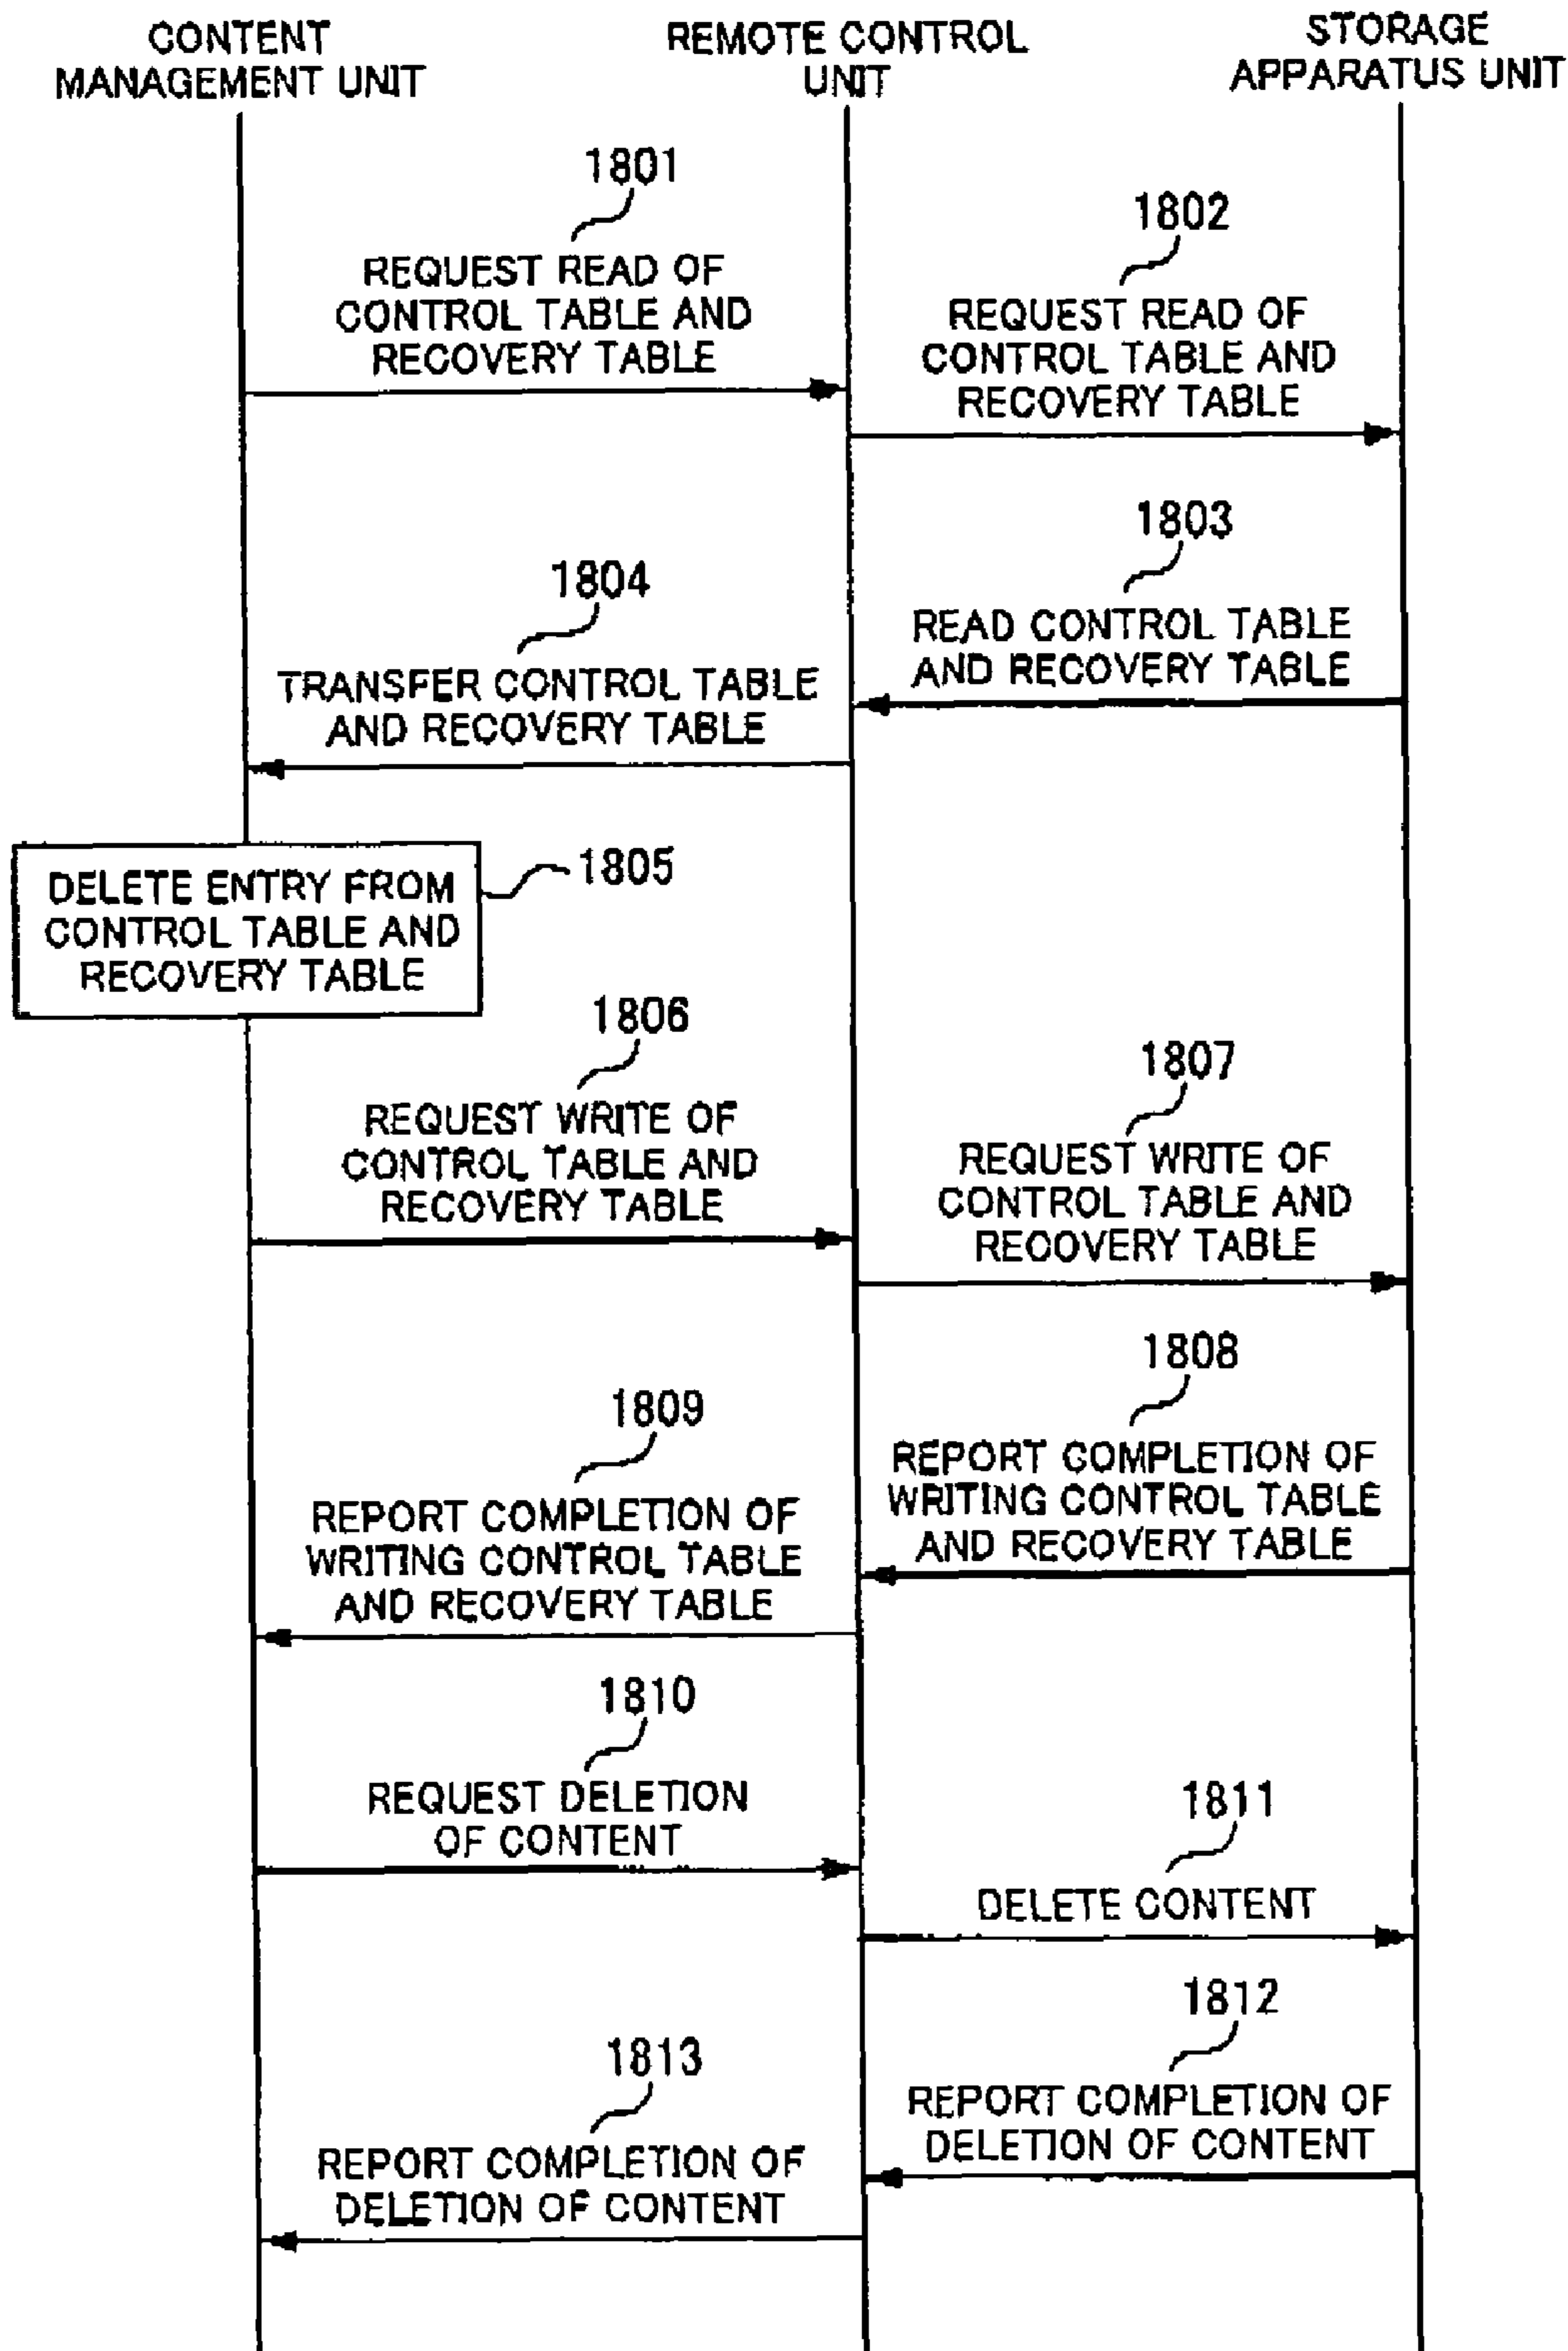 CONTENT
MANAGEMENT UNIT
REMOTE CONTROL
UNIT
STORAGE
APPARATUS UNIT
1801
REQUEST READ OF
CONTROL TABLE AND
RECOVERY TABLE
1802
REQUEST READ OF
CONTROL TABLE AND
RECOVERY TABLE
1803
READ CONTROL TABLE
AND RECOVERY TABLE
1804
TRANSFER CONTROL TABLE
AND RECOVERY TABLE
DELETE ENTRY FROM
CONTROL TABLE AND
RECOVERY TABLE
1805
1806
REQUEST WRITE OF
CONTROL TABLE AND
RECOVERY TABLE
1807
REQUEST WRITE OF
CONTROL TABLE AND
RECOVERY TABLE
1808
REPORT COMPLETION OF
WRITING CONTROL TABLE
AND RECOVERY TABLE
1809
REPORT COMPLETION OF
WRITING CONTROL TABLE
AND RECOVERY TABLE
1810
REQUEST DELETION
OF CONTENT
1811
DELETE CONTENT
1812
REPORT COMPLETION OF
DELETION OF CONTENT
1813
REPORT COMPLETION OF
DELETION OF CONTENT